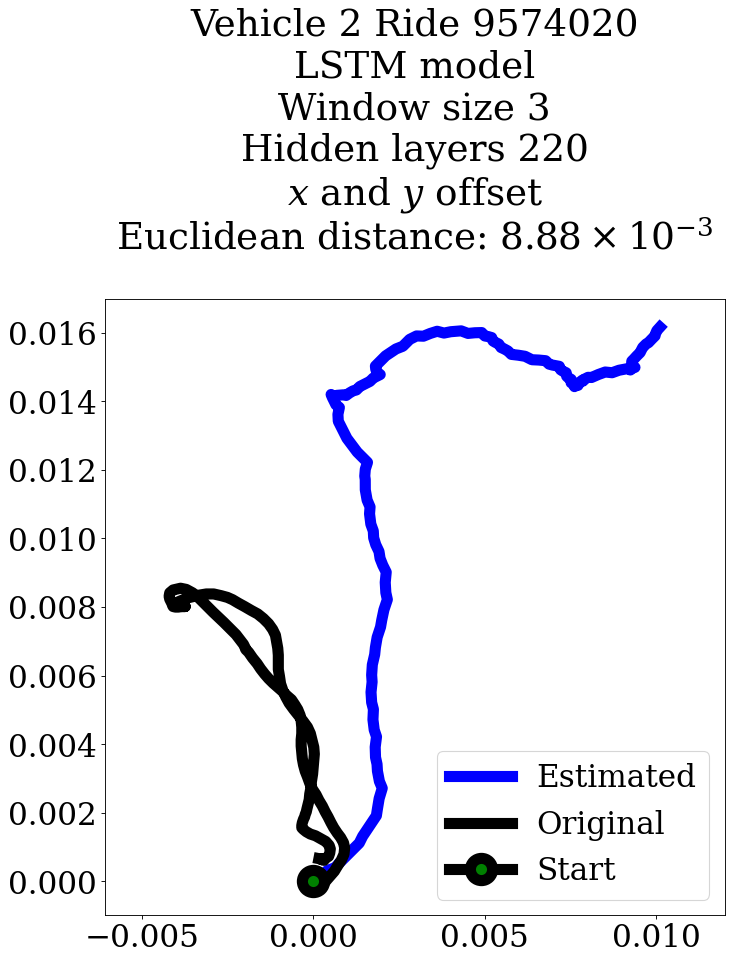 Vehicle 2 Ride 9574020
LSTM model
Window size 3
Hidden layers 220
x and y offset
Euclidean distance: 8.88 × 10⁻³
0.016
0.014
0.012
0.010
0.008
0.006
0.004
0.002
0.000
−0.005
0.000
0.005
0.010
Estimated
Original
Start